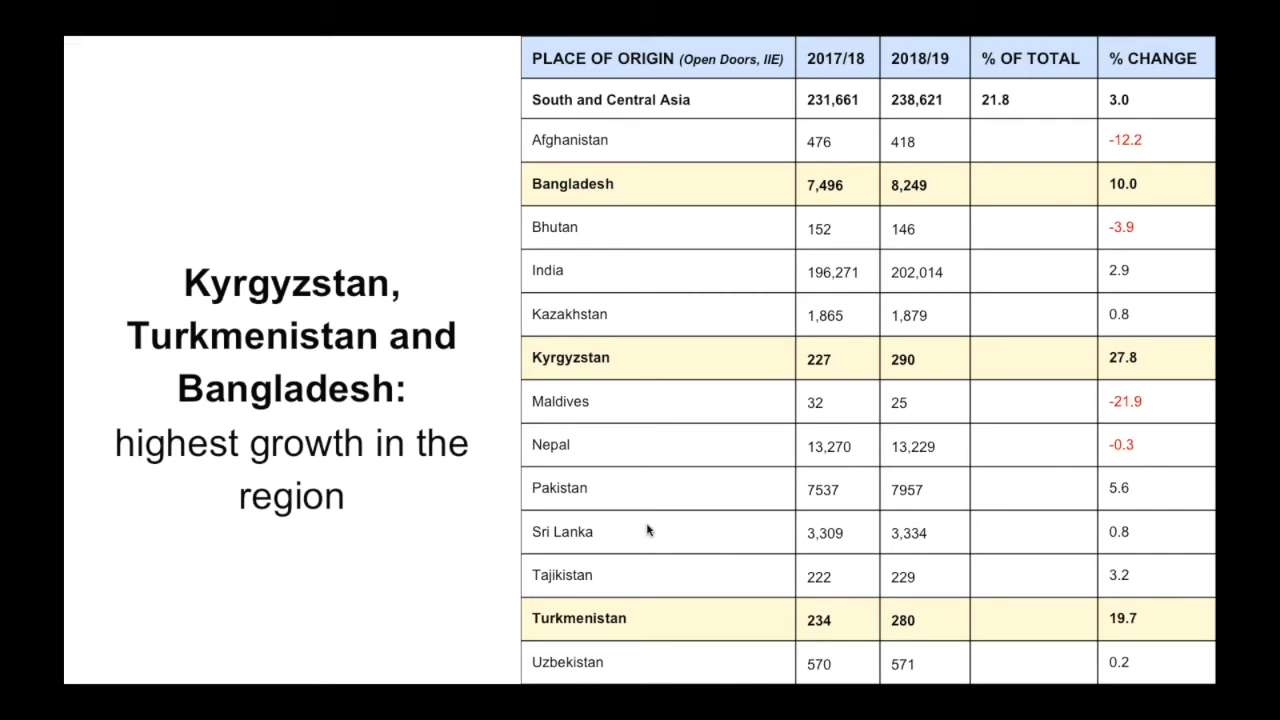 Kyrgyzstan,
Turkmenistan and
Bangladesh:
highest growth in the
region
PLACE OF ORIGIN (Open Doors, IIE) 2017/18 2018/19 % OF TOTAL % CHANGE
South and Central Asia 231,661 238,621 21.8 3.0
Afghanistan 476 418 -12.2
Bangladesh 7,496 8,249 10.0
Bhutan 152 146 -3.9
India 196,271 202,014 2.9
Kazakhstan 1,865 1,879 0.8
Kyrgyzstan 227 290 27.8
Maldives 32 25 -21.9
Nepal 13,270 13,229 -0.3
Pakistan 7537 7957 5.6
Sri Lanka 3,309 3,334 0.8
Tajikistan 222 229 3.2
Turkmenistan 234 280 19.7
Uzbekistan 570 571 0.2